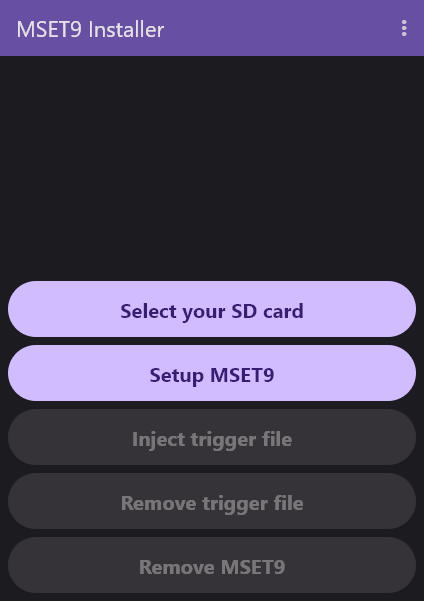 MSET9 Installer
Select your SD card
Setup MSET9
Inject trigger file
Remove trigger file
Remove MSET9